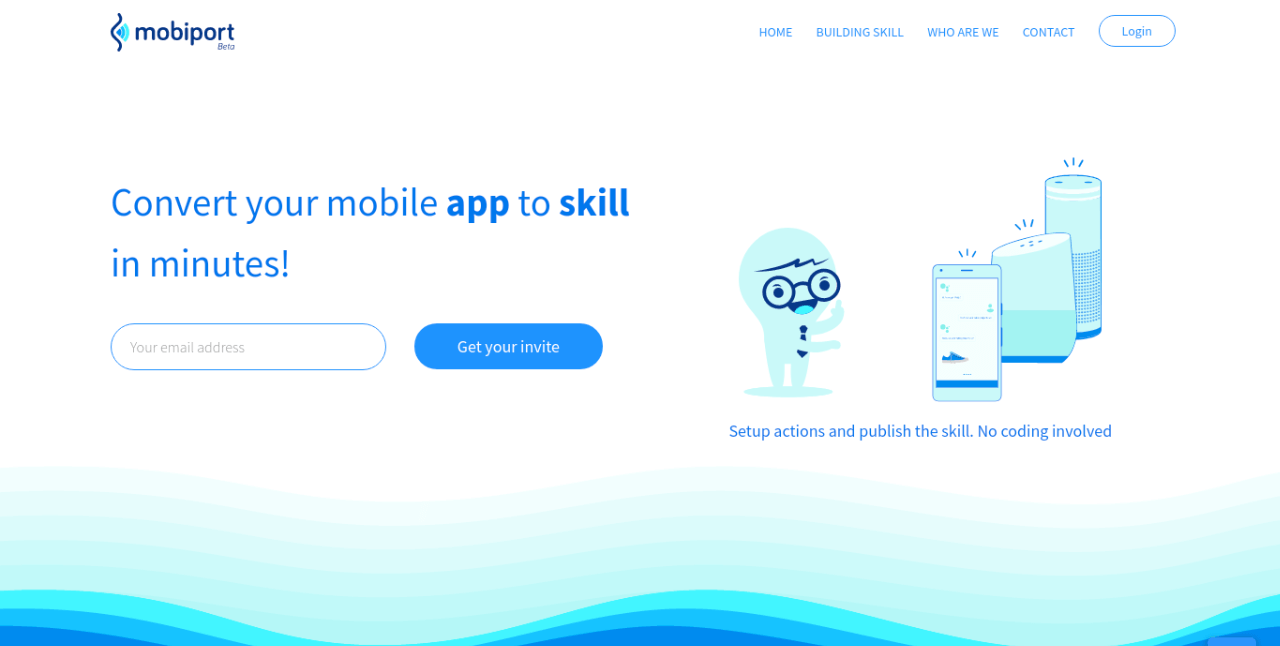 mobiport
Beta
HOME
BUILDING SKILL
WHO ARE WE
CONTACT
Login
Convert your mobile app to skill
in minutes!
Your email address
Get your invite
Setup actions and publish the skill. No coding involved